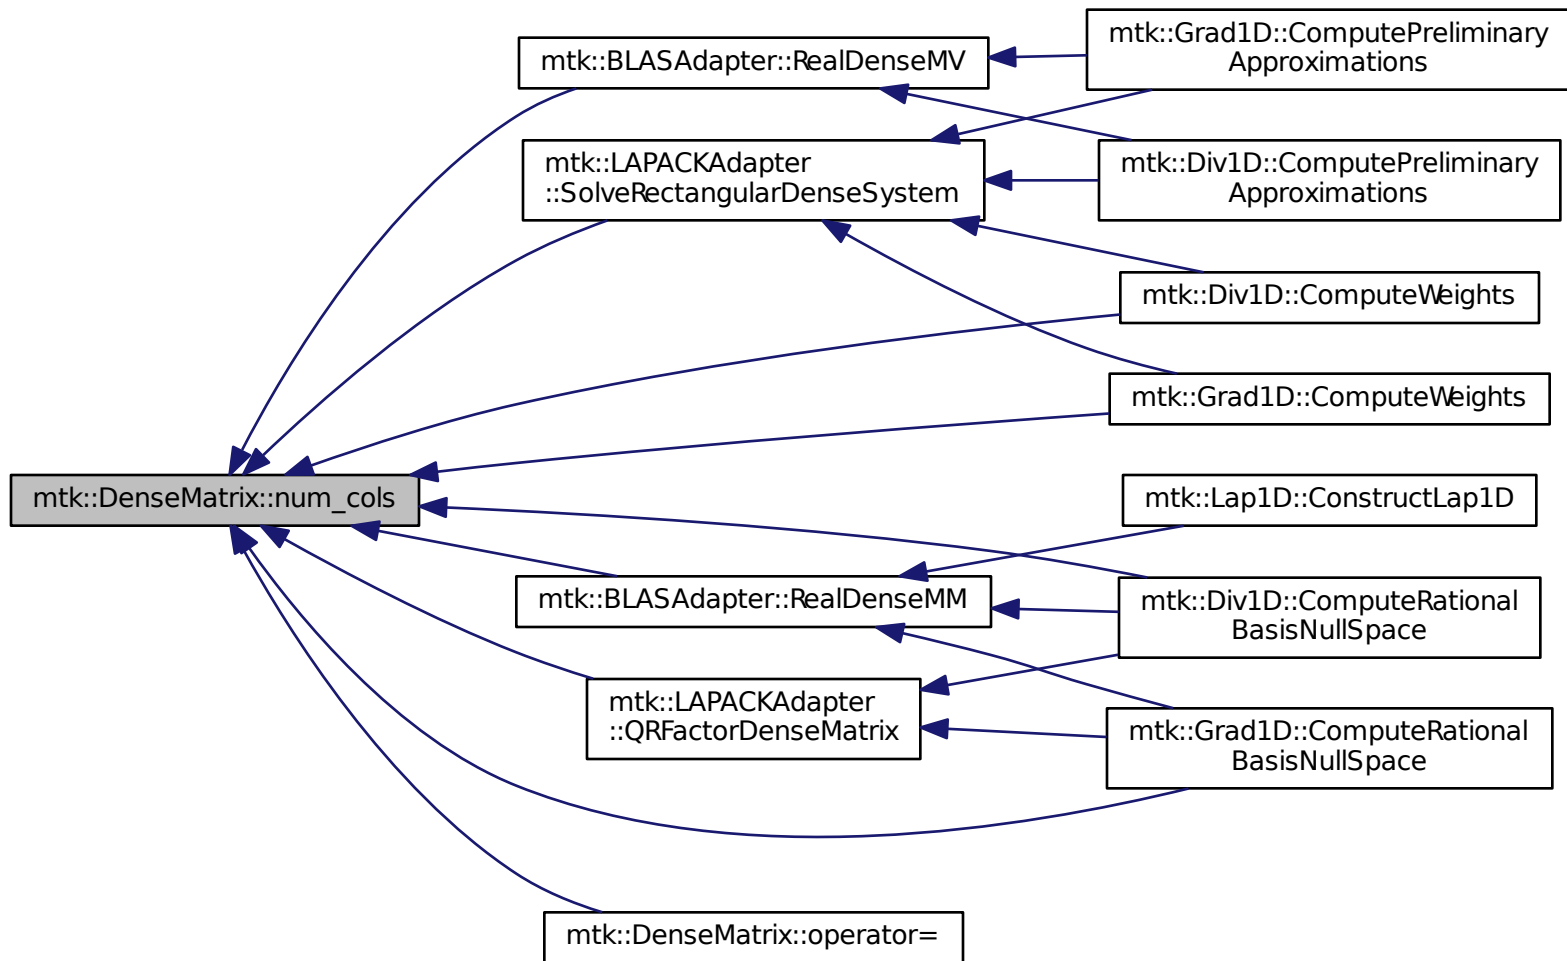 mtk::Grad1D::ComputePreliminary
Approximations
mtk::BLASAdapter::RealDenseMV
mtk::LAPACKAdapter
::SolveRectangularDenseSystem
mtk::Div1D::ComputePreliminary
Approximations
mtk::Div1D::ComputeWeights
mtk::Grad1D::ComputeWeights
mtk::DenseMatrix::num_cols
mtk::Lap1D::ConstructLap1D
mtk::BLASAdapter::RealDenseMM
mtk::Div1D::ComputeRational
BasisNullSpace
mtk::LAPACKAdapter
::QRFactorDenseMatrix
mtk::Grad1D::ComputeRational
BasisNullSpace
mtk::DenseMatrix::operator=